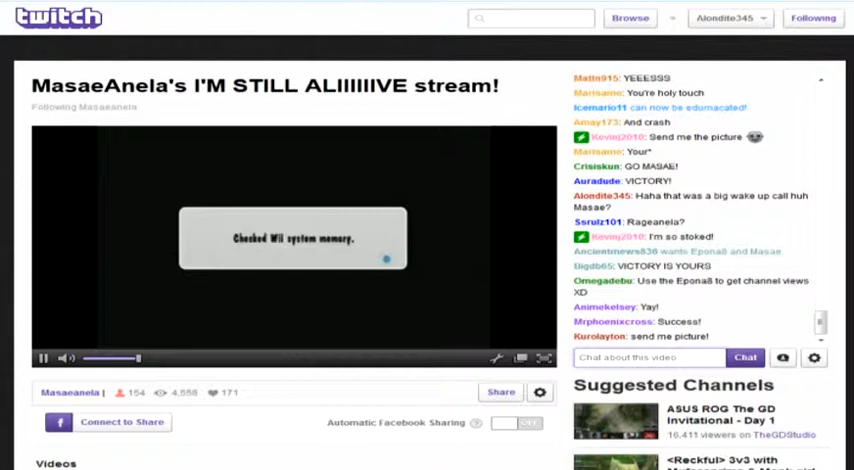 twitch
Browse
Alondite345
Following
MasaeAnela's I'M STILL ALIIIIIIVE stream!
Following Masaeanela
Checked Wii system memory.
Masaeanela | 154 4,558 171
Share
f Connect to Share
Automatic Facebook Sharing ? OFF
Videos
MattN915: YEEESSS
Marisame: You're holy touch
Icemario11 can now be edumacated!
Amay173: And crash
Kevinj2010: Send me the picture
Marisame: Your*
Crisiskun: GO MASAE!
Auradude: VICTORY!
Alondite345: Haha that was a big wake up call huh
Masae?
Ssrulz101: Rageanela?
Kevinj2010: I'm so stoked!
Ancientmews836 wants Epona8 and Masae
Bigdb65: VICTORY IS YOURS
Omegadebu: Use the Epona8 to get channel views
XD
Animekelsey: Yay!
Mrphoenixcross: Success!
Kurolayton: send me picture!
Chat about this video
Chat
Suggested Channels
ASUS ROG The GD
Invitational - Day 1
16,411 viewers on TheGDStudio
<Reckful> 3v3 with